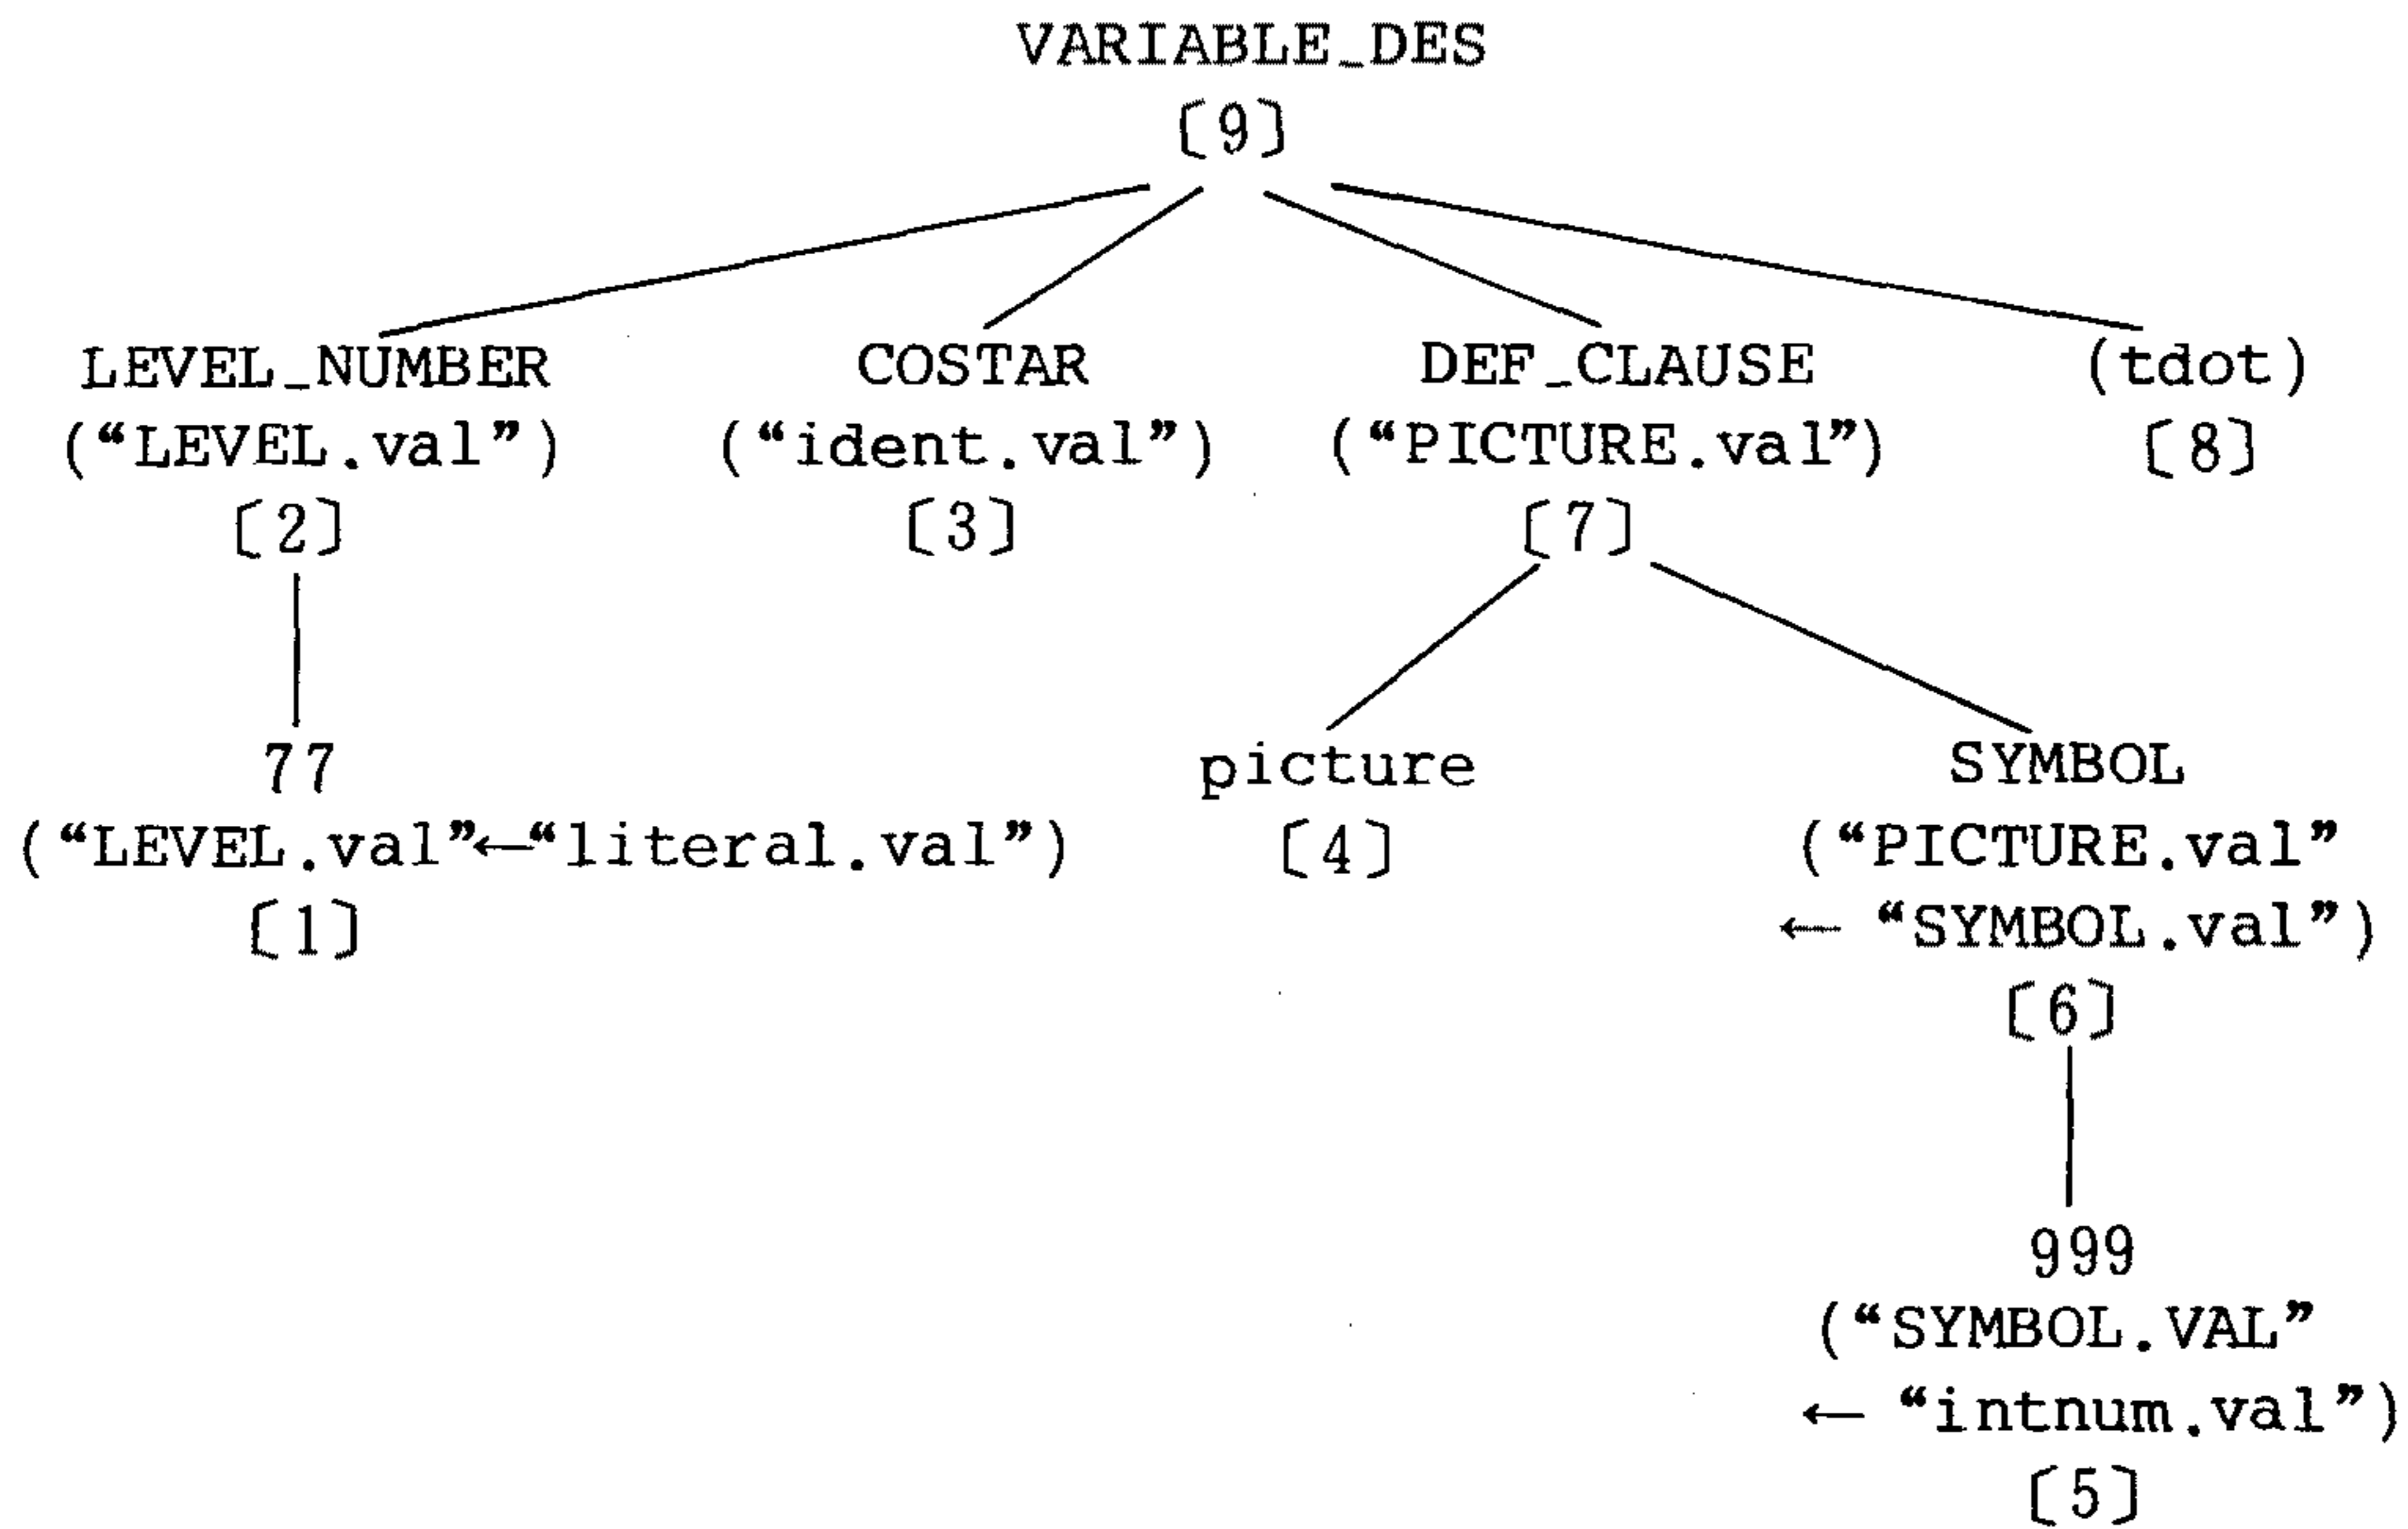 VARIABLE_DES
〔9〕
LEVEL_NUMBER COSTAR DEF_CLAUSE (tdot)
(“LEVEL.val”) (“ident.val”) (“PICTURE.val”) 〔8〕
〔2〕 〔3〕 〔7〕
77 picture SYMBOL
(“LEVEL.val”←“literal.val”) 〔4〕 (“PICTURE.val”
〔1〕 ← “SYMBOL.val”)
〔6〕
999
(“SYMBOL.VAL”
← “intnum.val”)
〔5〕